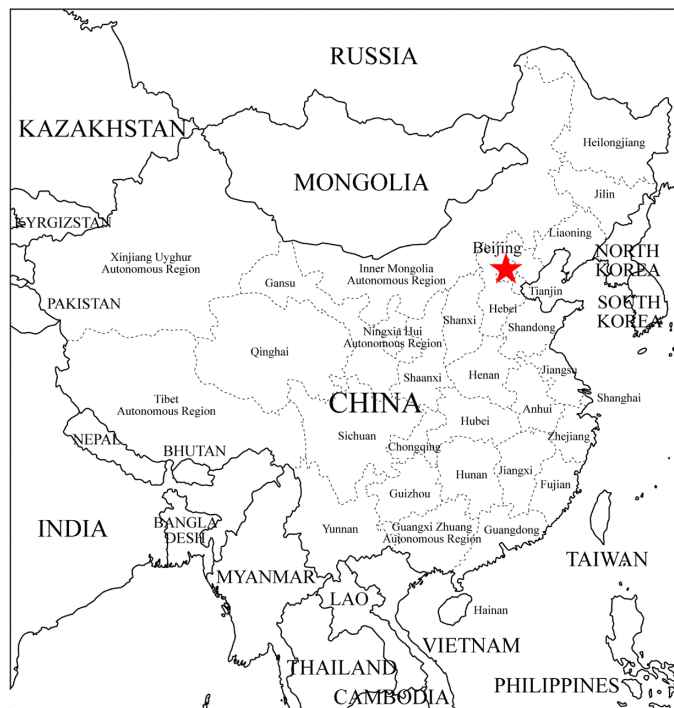 RUSSIA
KAZAKHSTAN
Heilongjiang
MONGOLIA
Jilin
KYRGIZSTAN
Liaoning
Beijing
NORTH
KOREA
Xinjiang Uyghur
Autonomous Region
Inner Mongolia
Autonomous Region
Gansu
Tianjin
PAKISTAN
Hebei
SOUTH
KOREA
Shanxi
Shandong
Ningxia Hui
Autonomous Region
Qinghai
Jiangsu
Shaanxi
Henan
Tibet
Autonomous Region
CHINA
Shanghai
Anhui
Hubei
Sichuan
Zhejiang
NEPAL
Chongqing
BHUTAN
Hunan
Jiangxi
Fujian
Guizhou
INDIA
BANGLA
DESH
Yunnan
Guangxi Zhuang
Autonomous Region
Guangdong
TAIWAN
MYANMAR
LAO
Hainan
VIETNAM
THAILAND
PHILIPPINES
CAMBODIA